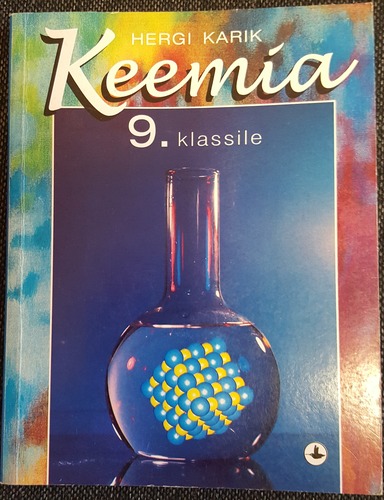 HERGI KARIK
Keemia
9. klassile